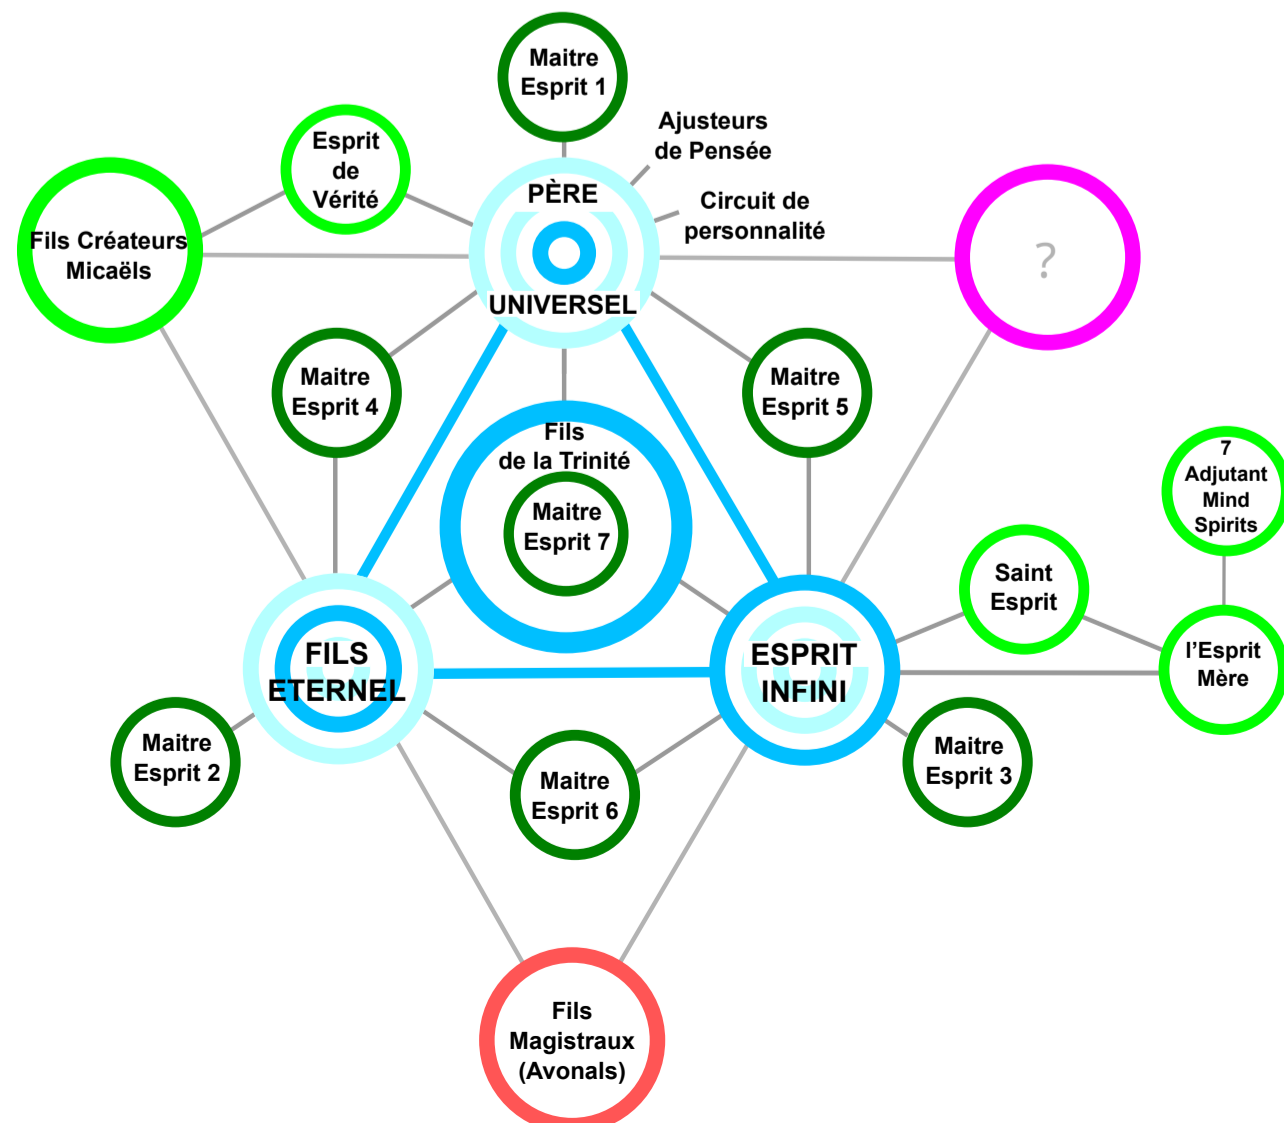 Maitre
Esprit 1
Ajusteurs
de Pensée
Esprit
de
Vérité
PÈRE
UNIVERSEL
Circuit de
personnalité
Fils Créateurs
Micaëls
?
Maitre
Esprit 4
Maitre
Esprit 5
Fils
de la Trinité
Maitre
Esprit 7
7
Adjutant
Mind
Spirits
Saint
Esprit
FILS
ETERNEL
ESPRIT
INFINI
l'Esprit
Mère
Maitre
Esprit 2
Maitre
Esprit 6
Maitre
Esprit 3
Fils
Magistraux
(Avonals)